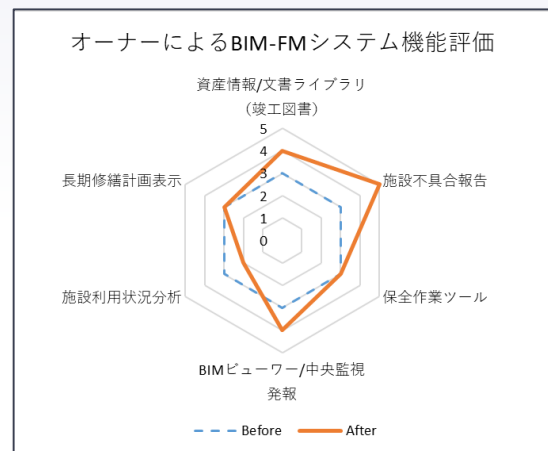 オーナーによるBIM-FMシステム機能評価
資産情報/文書ライブラリ
（竣工図書）
5
4
3
2
1
0
施設不具合報告
保全作業ツール
BIMビューワー/中央監視
発報
施設利用状況分析
長期修繕計画表示
Before
After